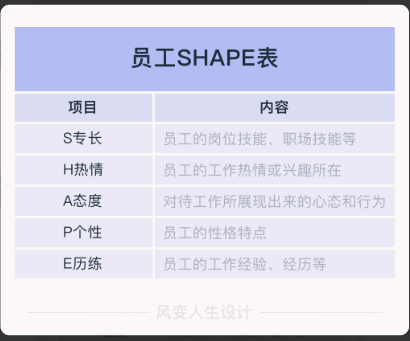 员工SHAPE表
项目 内容
S专长 员工的岗位技能、职场技能等
H热情 员工的工作热情或兴趣所在
A态度 对待工作所展现出来的心态和行为
P个性 员工的性格特点
E历练 员工的工作经验、经历等
风变人生设计